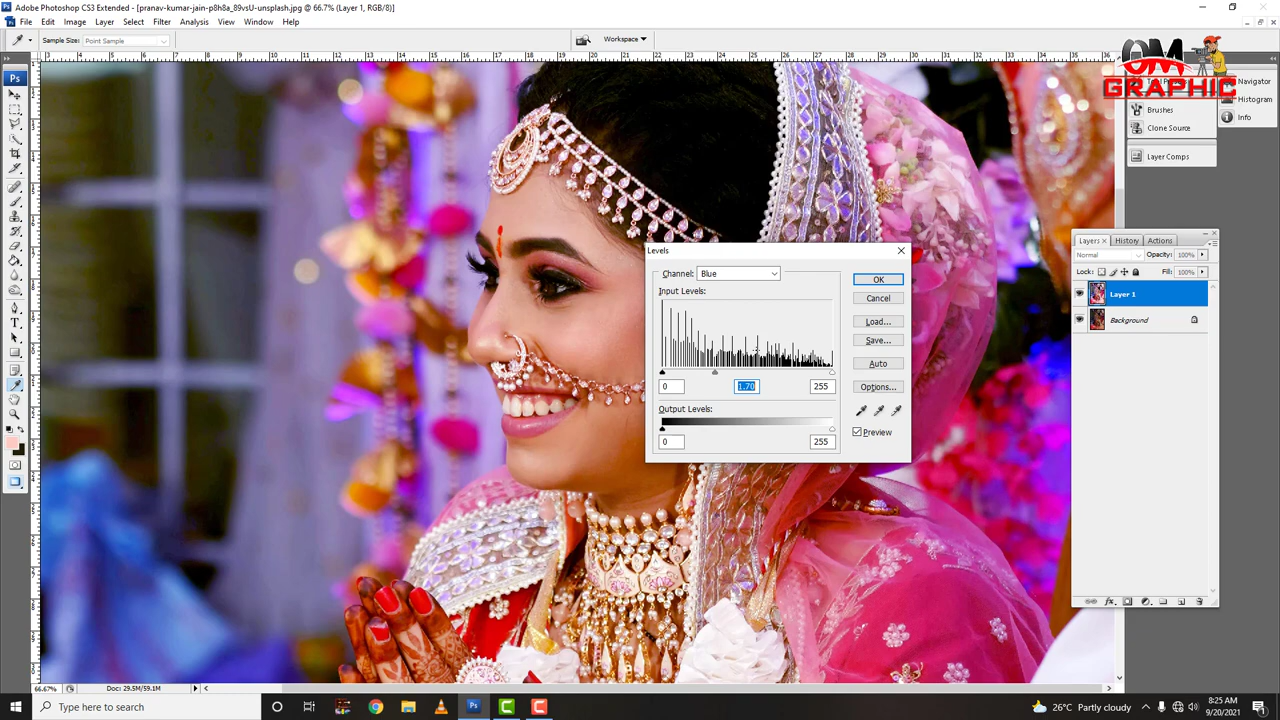 Adobe Photoshop CS3 Extended - [pranav-kumar-jain-p8h8a_89vsU-unsplash.jpg @ 66.7% (Layer 1, RGB/8)]
File Edit Image Layer Select Filter Analysis View Window Help
Sample Size: Point Sample Workspace
OM
GRAPHIC
Ps
Navigator
Brushes Histogram
Clone Source Info
Layer Comps
Layers History Actions
Normal Opacity: 100%
Lock: Fill: 100%
Layer 1
Background
Levels
Channel: Blue
Input Levels:
0 1.70 255
Output Levels:
0 255
OK
Cancel
Load...
Save...
Auto
Options...
Preview
66.67% Doc: 29.5M/59.1M
Type here to search
26°C Partly cloudy
8:25 AM
9/20/2021